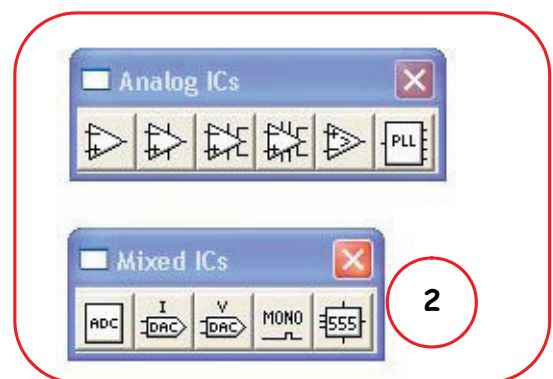 Analog ICs
PLL
Mixed ICs
ADC
I
DAC
V
DAC
MONO
555
2